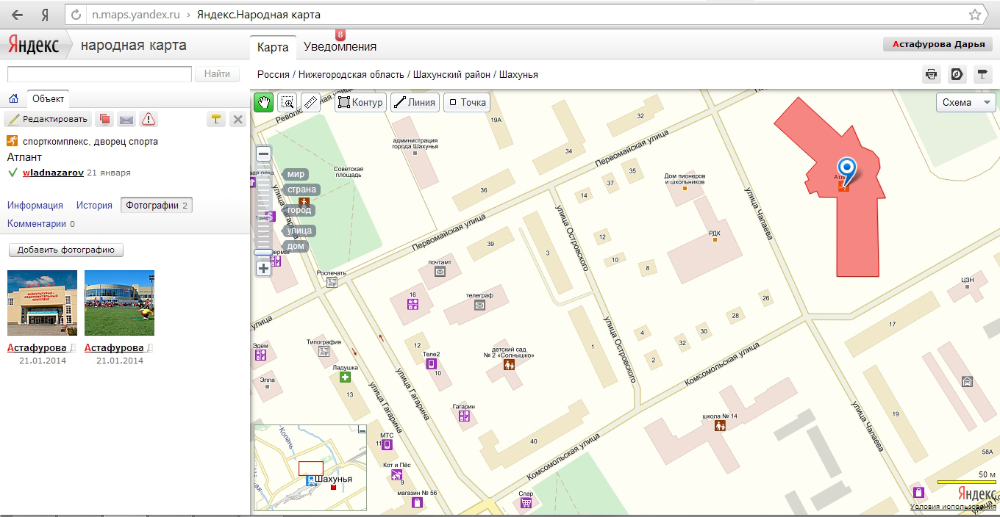 Я
n.maps.yandex.ru › Яндекс.Народная карта
Яндекс народная карта
Карта
Уведомления
8
Астафурова Дарья
Найти
Россия / Нижегородская область / Шахунский район / Шахунья
Объект
Редактировать
спорткомплекс, дворец спорта
Атлант
wladnazarov 21 января
Информация
История
Фотографии 2
Комментарии 0
Добавить фотографию
ФИЗКУЛЬТУРНО-
ОЗДОРОВИТЕЛЬНЫЙ
КОМПЛЕКС
Астафурова
Астафурова
21.01.2014
21.01.2014
Контур
Линия
Точка
Схема
мир
страна
город
улица
дом
администрация
города Шахунья
Советская
площадь
19А
32
34
36
35
37
14
Первомайская улица
Первомайская улица
Дом пионеров
и школьников
РДК
улица Чапаева
улица Островского
39
3
12
10
8
почтамт
Роспечать
16
телеграф
26
28
30
32
4
2
ЦЗН
17
Эдем
Типография
12
Теле2
10
детский сад
№ 2 «Солнышко»
1
улица Островского
Комсомольская улица
Элла
Ладушка
13
улица Гагарина
улица Гагарина
Гагарин
школа № 14
улица Чапаева
19
58А
40
Комсомольская улица
МТС
11
Кот и Пёс
9
магазин № 56
Спар
Колань
Шахунья
50 м
Яндекс
Условия использования